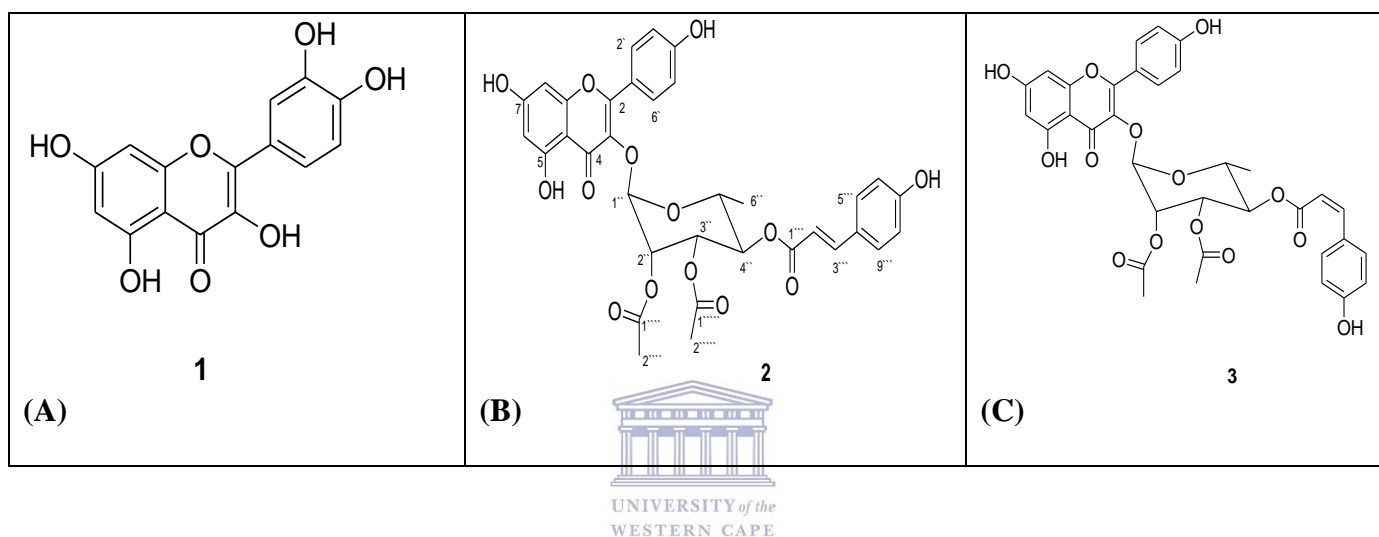 OH
OH
HO
O
OH
OH
O
1
(A)
OH
2`
HO
O
7
2
6`
5
4
O
OH
O
OH
1``
O
6``
5```
3``
O
1```
2``
4``
3```
9```
O
O
O
O
O
1````
1`````
2````
2`````
2
(B)
OH
HO
O
O
OH
O
O
O
O
O
O
O
O
OH
3
(C)
UNIVERSITY of the
WESTERN CAPE